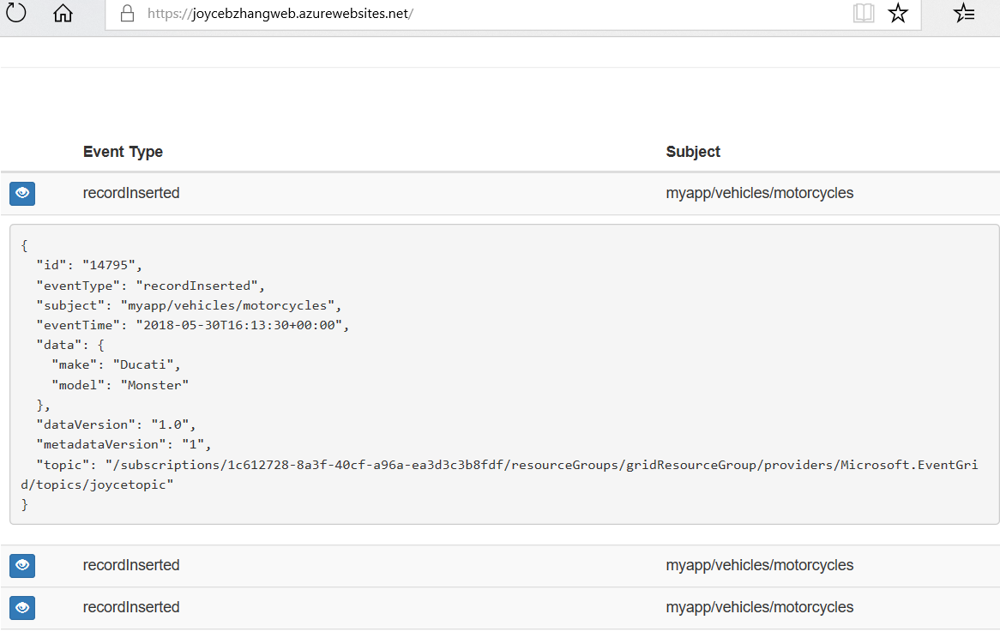 https://joycebzhangweb.azurewebsites.net/
Event Type Subject
recordInserted myapp/vehicles/motorcycles
{
  "id": "14795",
  "eventType": "recordInserted",
  "subject": "myapp/vehicles/motorcycles",
  "eventTime": "2018-05-30T16:13:30+00:00",
  "data": {
    "make": "Ducati",
    "model": "Monster"
  },
  "dataVersion": "1.0",
  "metadataVersion": "1",
  "topic": "/subscriptions/1c612728-8a3f-40cf-a96a-ea3d3c3b8fdf/resourceGroups/gridResourceGroup/providers/Microsoft.EventGri
d/topics/joycetopic"
}
recordInserted myapp/vehicles/motorcycles
recordInserted myapp/vehicles/motorcycles